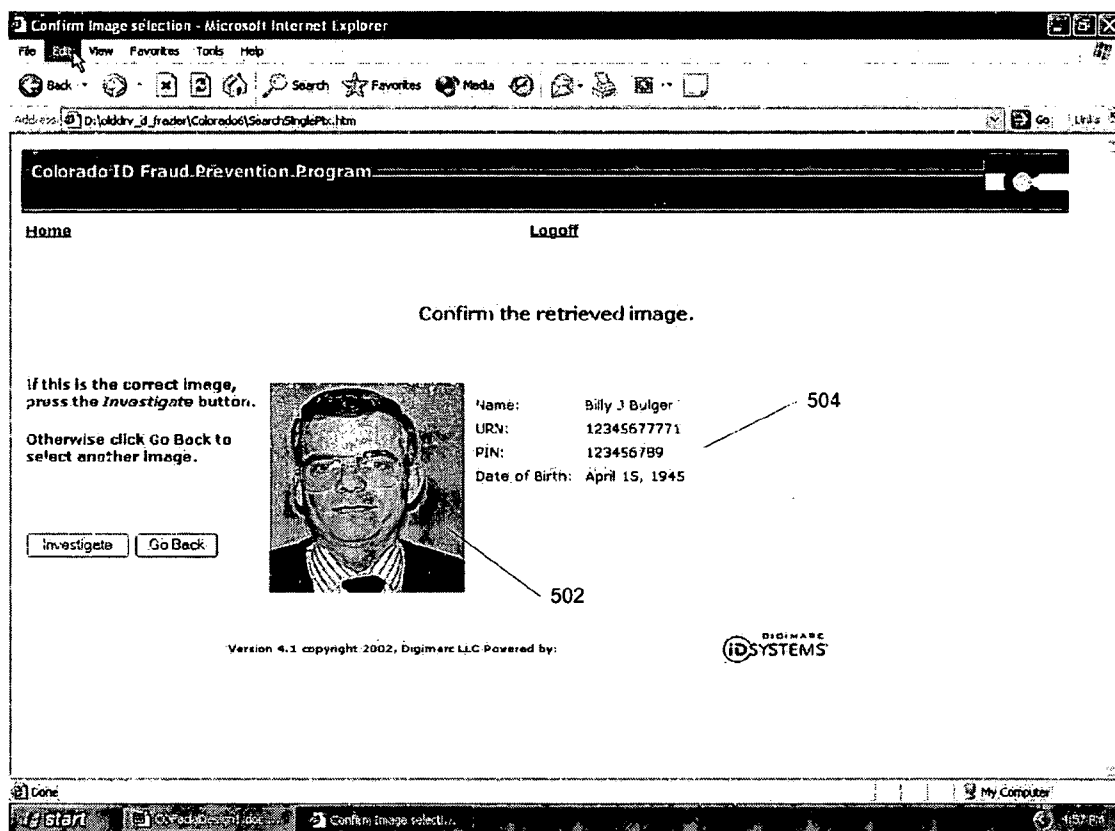 Confirm Image selection - Microsoft Internet Explorer
File Edit View Favorites Tools Help
Back Search Favorites Media
Address D:\olddrv_d_frazier\Colorado6\SearchSinglePix.htm Go Links
Colorado ID Fraud Prevention Program
Home Logoff
Confirm the retrieved image.
If this is the correct image,
press the Investigate button.
Otherwise click Go Back to
select another image.
Investigate Go Back
Name: Billy J Bulger
URN: 12345677771
PIN: 123456789
Date of Birth: April 15, 1945
504
502
Version 4.1 copyright 2002, Digimarc LLC Powered by:
DIGIMARC
iDSYSTEMS
Done My Computer
start Confirm Image selecti... 4:57 PM